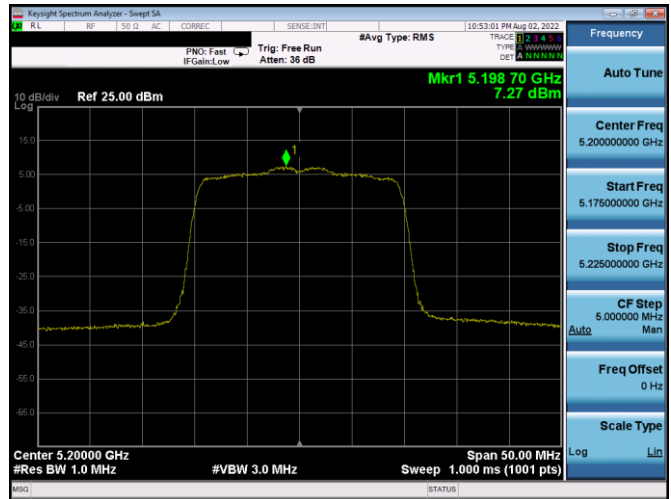 Keysight Spectrum Analyzer - Swept SA
RL RF 50 Ω AC CORREC SENSE:INT 10:53:01 PM Aug 02, 2022
#Avg Type: RMS
TRACE 1 2 3 4 5 6
PNO: Fast Trig: Free Run
TYPE A WWWWW
IFGain:Low Atten: 36 dB
DET A N N N N N
Mkr1 5.198 70 GHz
7.27 dBm
10 dB/div Ref 25.00 dBm
Log
1
15.0
5.00
-5.00
-15.0
-25.0
-35.0
-45.0
-55.0
-65.0
Center 5.20000 GHz Span 50.00 MHz
#Res BW 1.0 MHz #VBW 3.0 MHz Sweep 1.000 ms (1001 pts)
MSG STATUS
Frequency
Auto Tune
Center Freq
5.200000000 GHz
Start Freq
5.175000000 GHz
Stop Freq
5.225000000 GHz
CF Step
5.000000 MHz
Auto Man
Freq Offset
0 Hz
Scale Type
Log Lin